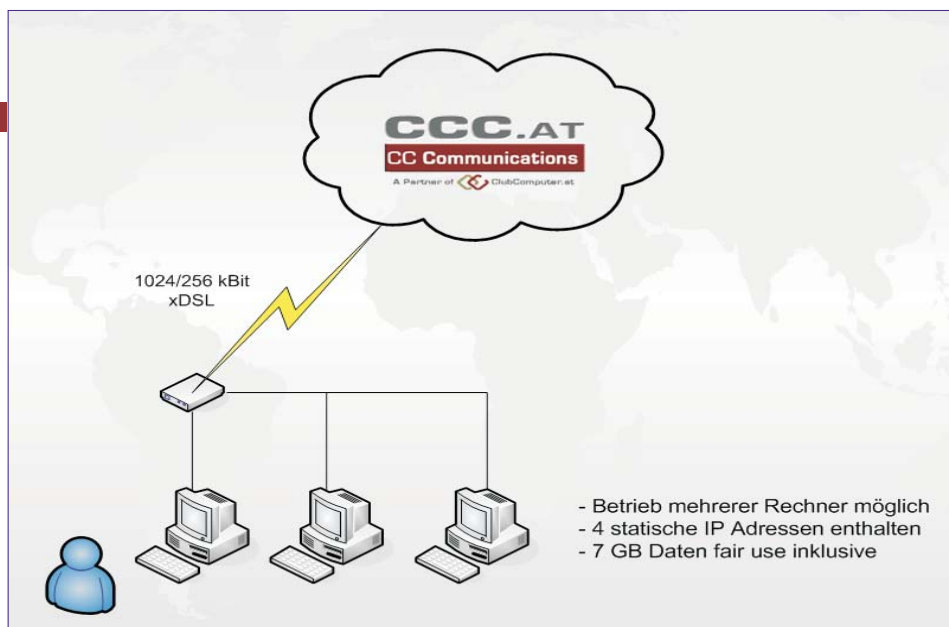 CCC.AT
CC Communications
A Partner of ClubComputer.at
1024/256 kBit
xDSL
- Betrieb mehrerer Rechner möglich
- 4 statische IP Adressen enthalten
- 7 GB Daten fair use inklusive